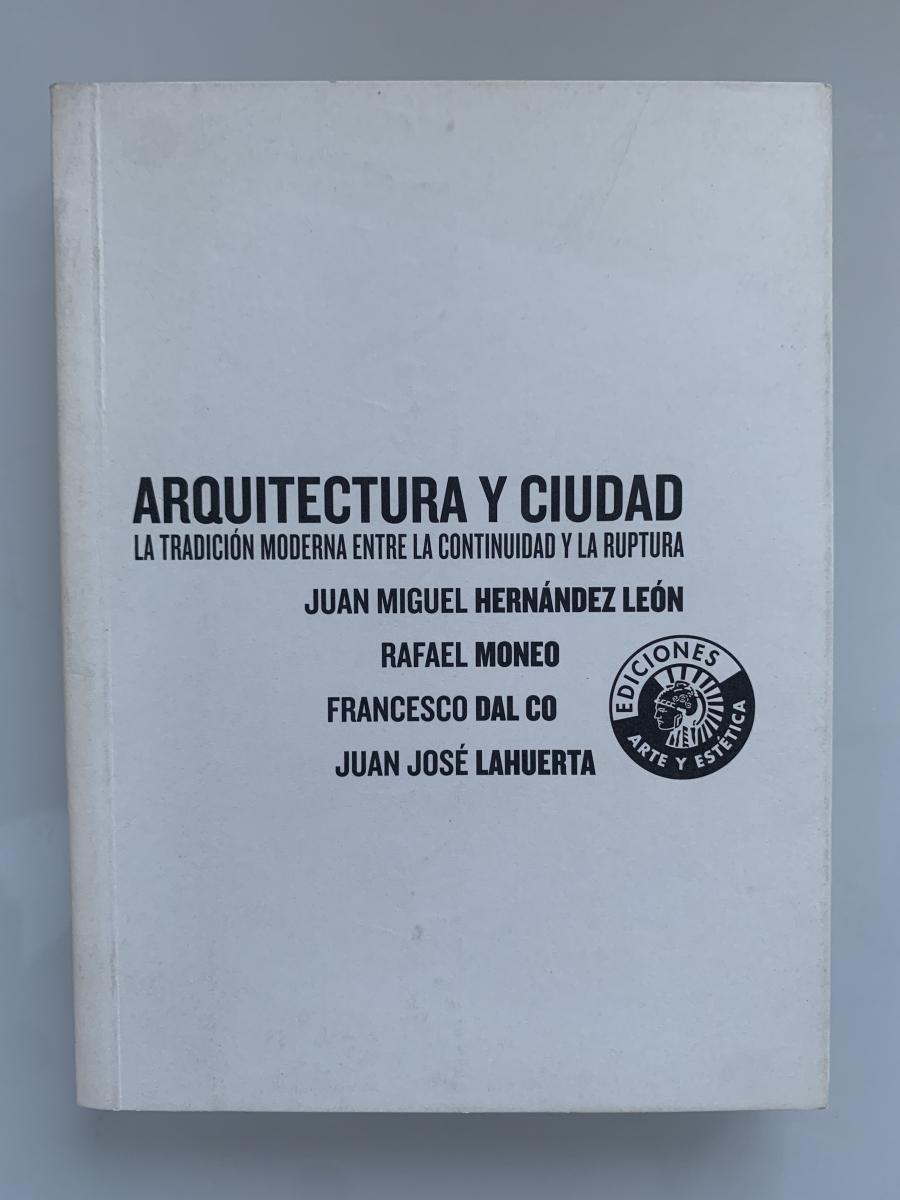 ARQUITECTURA Y CIUDAD
LA TRADICIÓN MODERNA ENTRE LA CONTINUIDAD Y LA RUPTURA
JUAN MIGUEL HERNÁNDEZ LEÓN
RAFAEL MONEO
FRANCESCO DAL CO
JUAN JOSÉ LAHUERTA
EDICIONES
ARTE Y ESTÉTICA